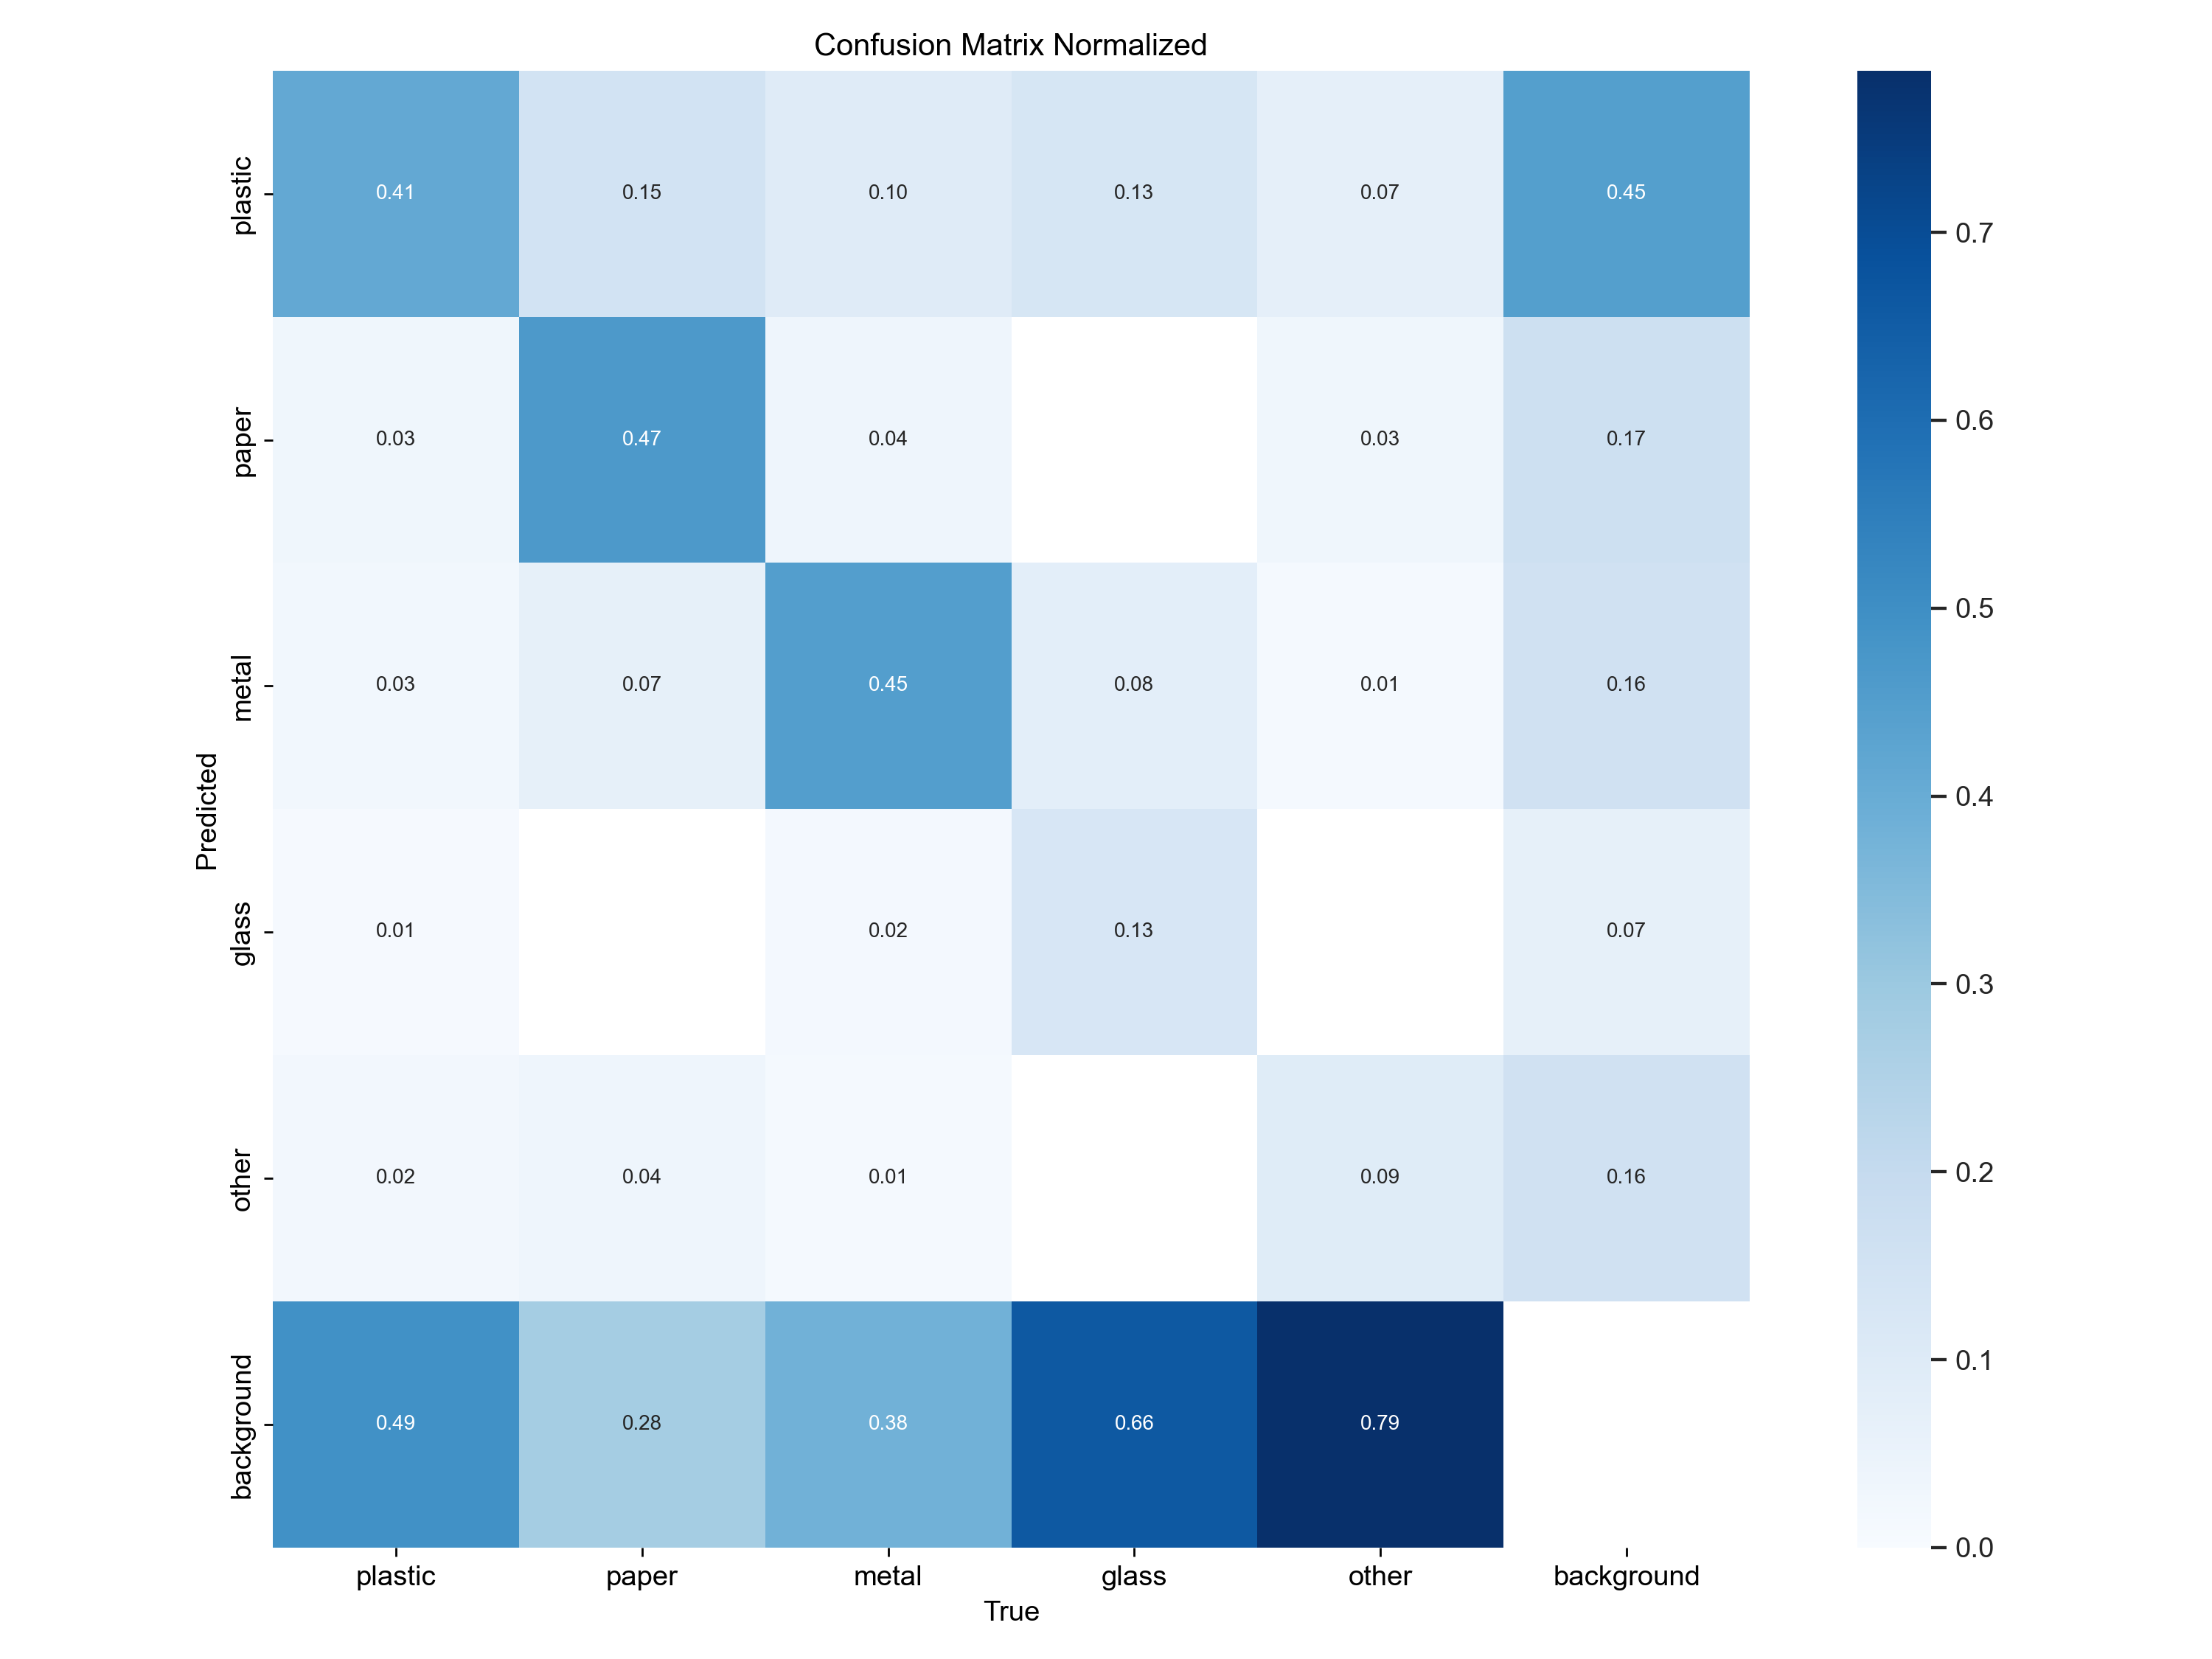 Confusion Matrix Normalized
plastic 0.41 0.15 0.10 0.13 0.07 0.45
paper 0.03 0.47 0.04 0.03 0.17
metal 0.03 0.07 0.45 0.08 0.01 0.16
glass 0.01 0.02 0.13 0.07
other 0.02 0.04 0.01 0.09 0.16
background 0.49 0.28 0.38 0.66 0.79
Predicted
plastic paper metal glass other background
True
0.7
0.6
0.5
0.4
0.3
0.2
0.1
0.0